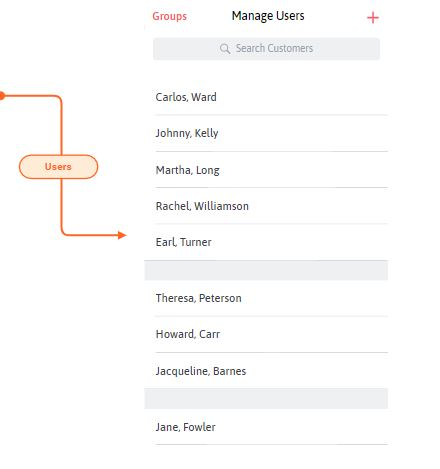 Groups
Manage Users
+
Search Customers
Carlos, Ward
Johnny, Kelly
Martha, Long
Users
Rachel, Williamson
Earl, Turner
Theresa, Peterson
Howard, Carr
Jacqueline, Barnes
Jane, Fowler